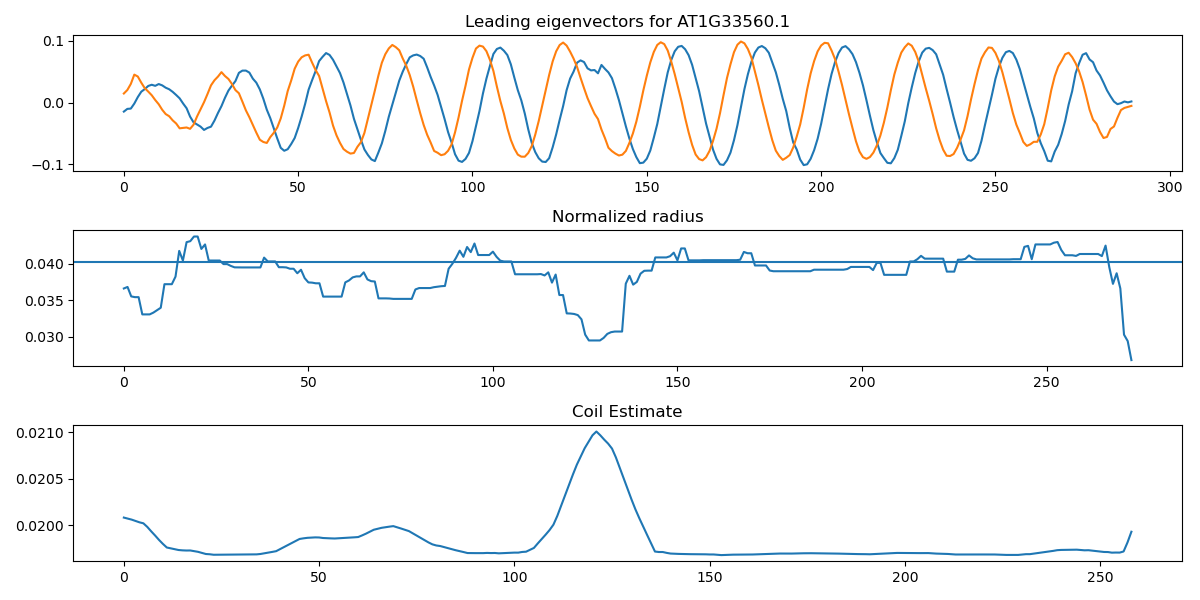 Leading eigenvectors for AT1G33560.1
0.1
0.0
−0.1
0 50 100 150 200 250 300
Normalized radius
0.040
0.035
0.030
0 50 100 150 200 250
Coil Estimate
0.0210
0.0205
0.0200
0 50 100 150 200 250